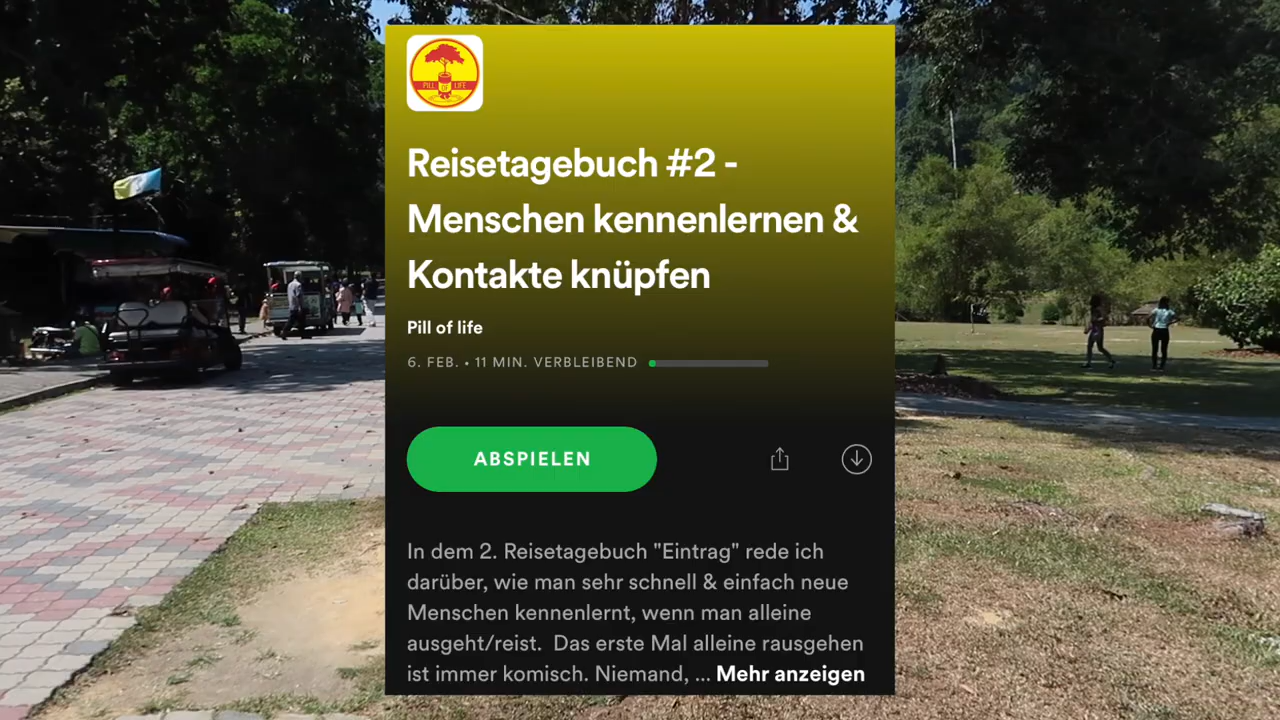 PILL OF LIFE
Reisetagebuch #2 -
Menschen kennenlernen &
Kontakte knüpfen
Pill of life
6. FEB. • 11 MIN. VERBLEIBEND
ABSPIELEN
In dem 2. Reisetagebuch "Eintrag" rede ich
darüber, wie man sehr schnell & einfach neue
Menschen kennenlernt, wenn man alleine
ausgeht/reist.  Das erste Mal alleine rausgehen
ist immer komisch. Niemand, ... Mehr anzeigen